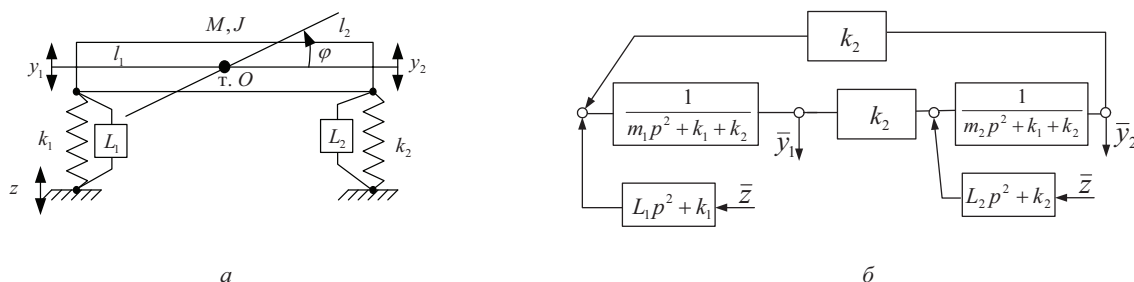 M, J
l₁
l₂
φ
y₁
y₂
т. O
k₁
L₁
L₂
k₂
z
а
k₂
1
m₁p² + k₁ + k₂
ȳ₁
k₂
1
m₂p² + k₁ + k₂
ȳ₂
L₁p² + k₁
z̄
L₂p² + k₂
z̄
б